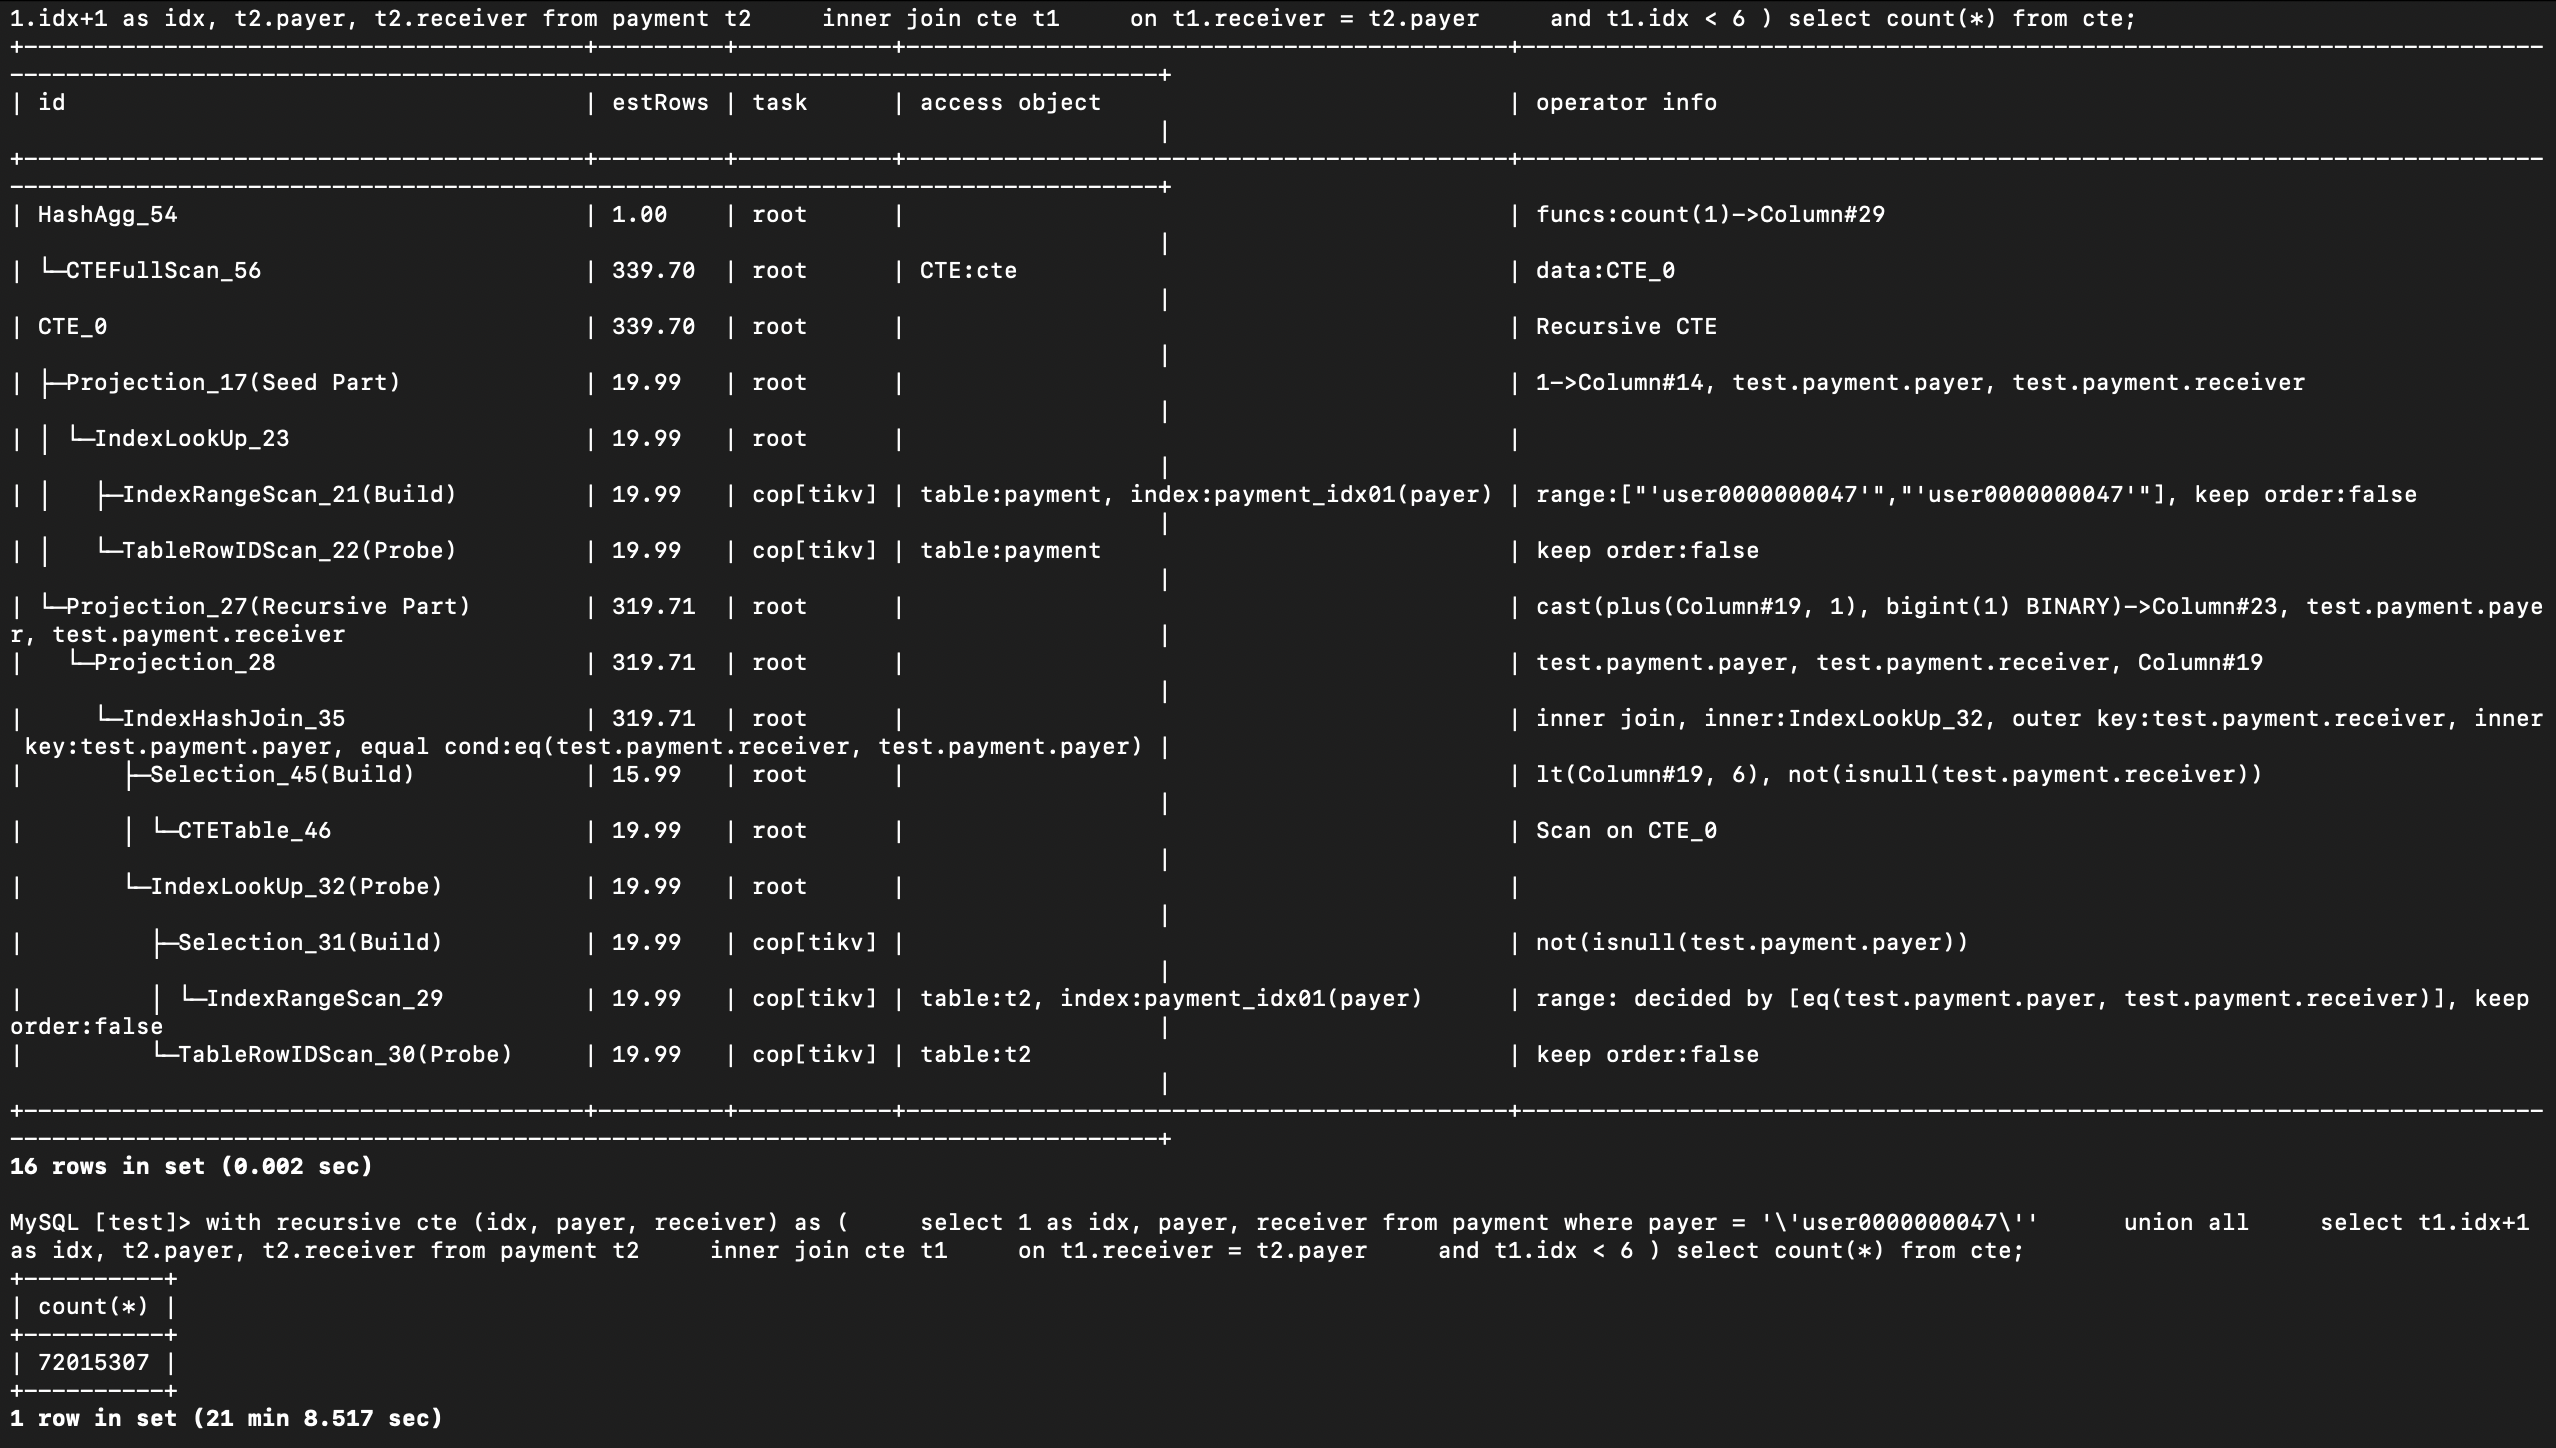 1.idx+1 as idx, t2.payer, t2.receiver from payment t2     inner join cte t1     on t1.receiver = t2.payer     and t1.idx < 6 ) select count(*) from cte;
| id | estRows | task | access object | operator info |
| HashAgg_54 | 1.00 | root | | funcs:count(1)->Column#29 |
| └─CTEFullScan_56 | 339.70 | root | CTE:cte | data:CTE_0 |
| CTE_0 | 339.70 | root | | Recursive CTE |
| ├─Projection_17(Seed Part) | 19.99 | root | | 1->Column#14, test.payment.payer, test.payment.receiver |
| │ └─IndexLookUp_23 | 19.99 | root | | |
| │   ├─IndexRangeScan_21(Build) | 19.99 | cop[tikv] | table:payment, index:payment_idx01(payer) | range:["'user0000000047'","'user0000000047'"], keep order:false |
| │   └─TableRowIDScan_22(Probe) | 19.99 | cop[tikv] | table:payment | keep order:false |
| └─Projection_27(Recursive Part) | 319.71 | root | | cast(plus(Column#19, 1), bigint(1) BINARY)->Column#23, test.payment.paye
r, test.payment.receiver |
|   └─Projection_28 | 319.71 | root | | test.payment.payer, test.payment.receiver, Column#19 |
|     └─IndexHashJoin_35 | 319.71 | root | | inner join, inner:IndexLookUp_32, outer key:test.payment.receiver, inner
key:test.payment.payer, equal cond:eq(test.payment.receiver, test.payment.payer) |
|       ├─Selection_45(Build) | 15.99 | root | | lt(Column#19, 6), not(isnull(test.payment.receiver)) |
|       │ └─CTETable_46 | 19.99 | root | | Scan on CTE_0 |
|       └─IndexLookUp_32(Probe) | 19.99 | root | | |
|         ├─Selection_31(Build) | 19.99 | cop[tikv] | | not(isnull(test.payment.payer)) |
|         │ └─IndexRangeScan_29 | 19.99 | cop[tikv] | table:t2, index:payment_idx01(payer) | range: decided by [eq(test.payment.payer, test.payment.receiver)], keep
order:false |
|         └─TableRowIDScan_30(Probe) | 19.99 | cop[tikv] | table:t2 | keep order:false |
16 rows in set (0.002 sec)
MySQL [test]> with recursive cte (idx, payer, receiver) as (     select 1 as idx, payer, receiver from payment where payer = '\'user0000000047\''      union all     select t1.idx+1
as idx, t2.payer, t2.receiver from payment t2     inner join cte t1     on t1.receiver = t2.payer     and t1.idx < 6 ) select count(*) from cte;
+----------+
| count(*) |
+----------+
| 72015307 |
+----------+
1 row in set (21 min 8.517 sec)